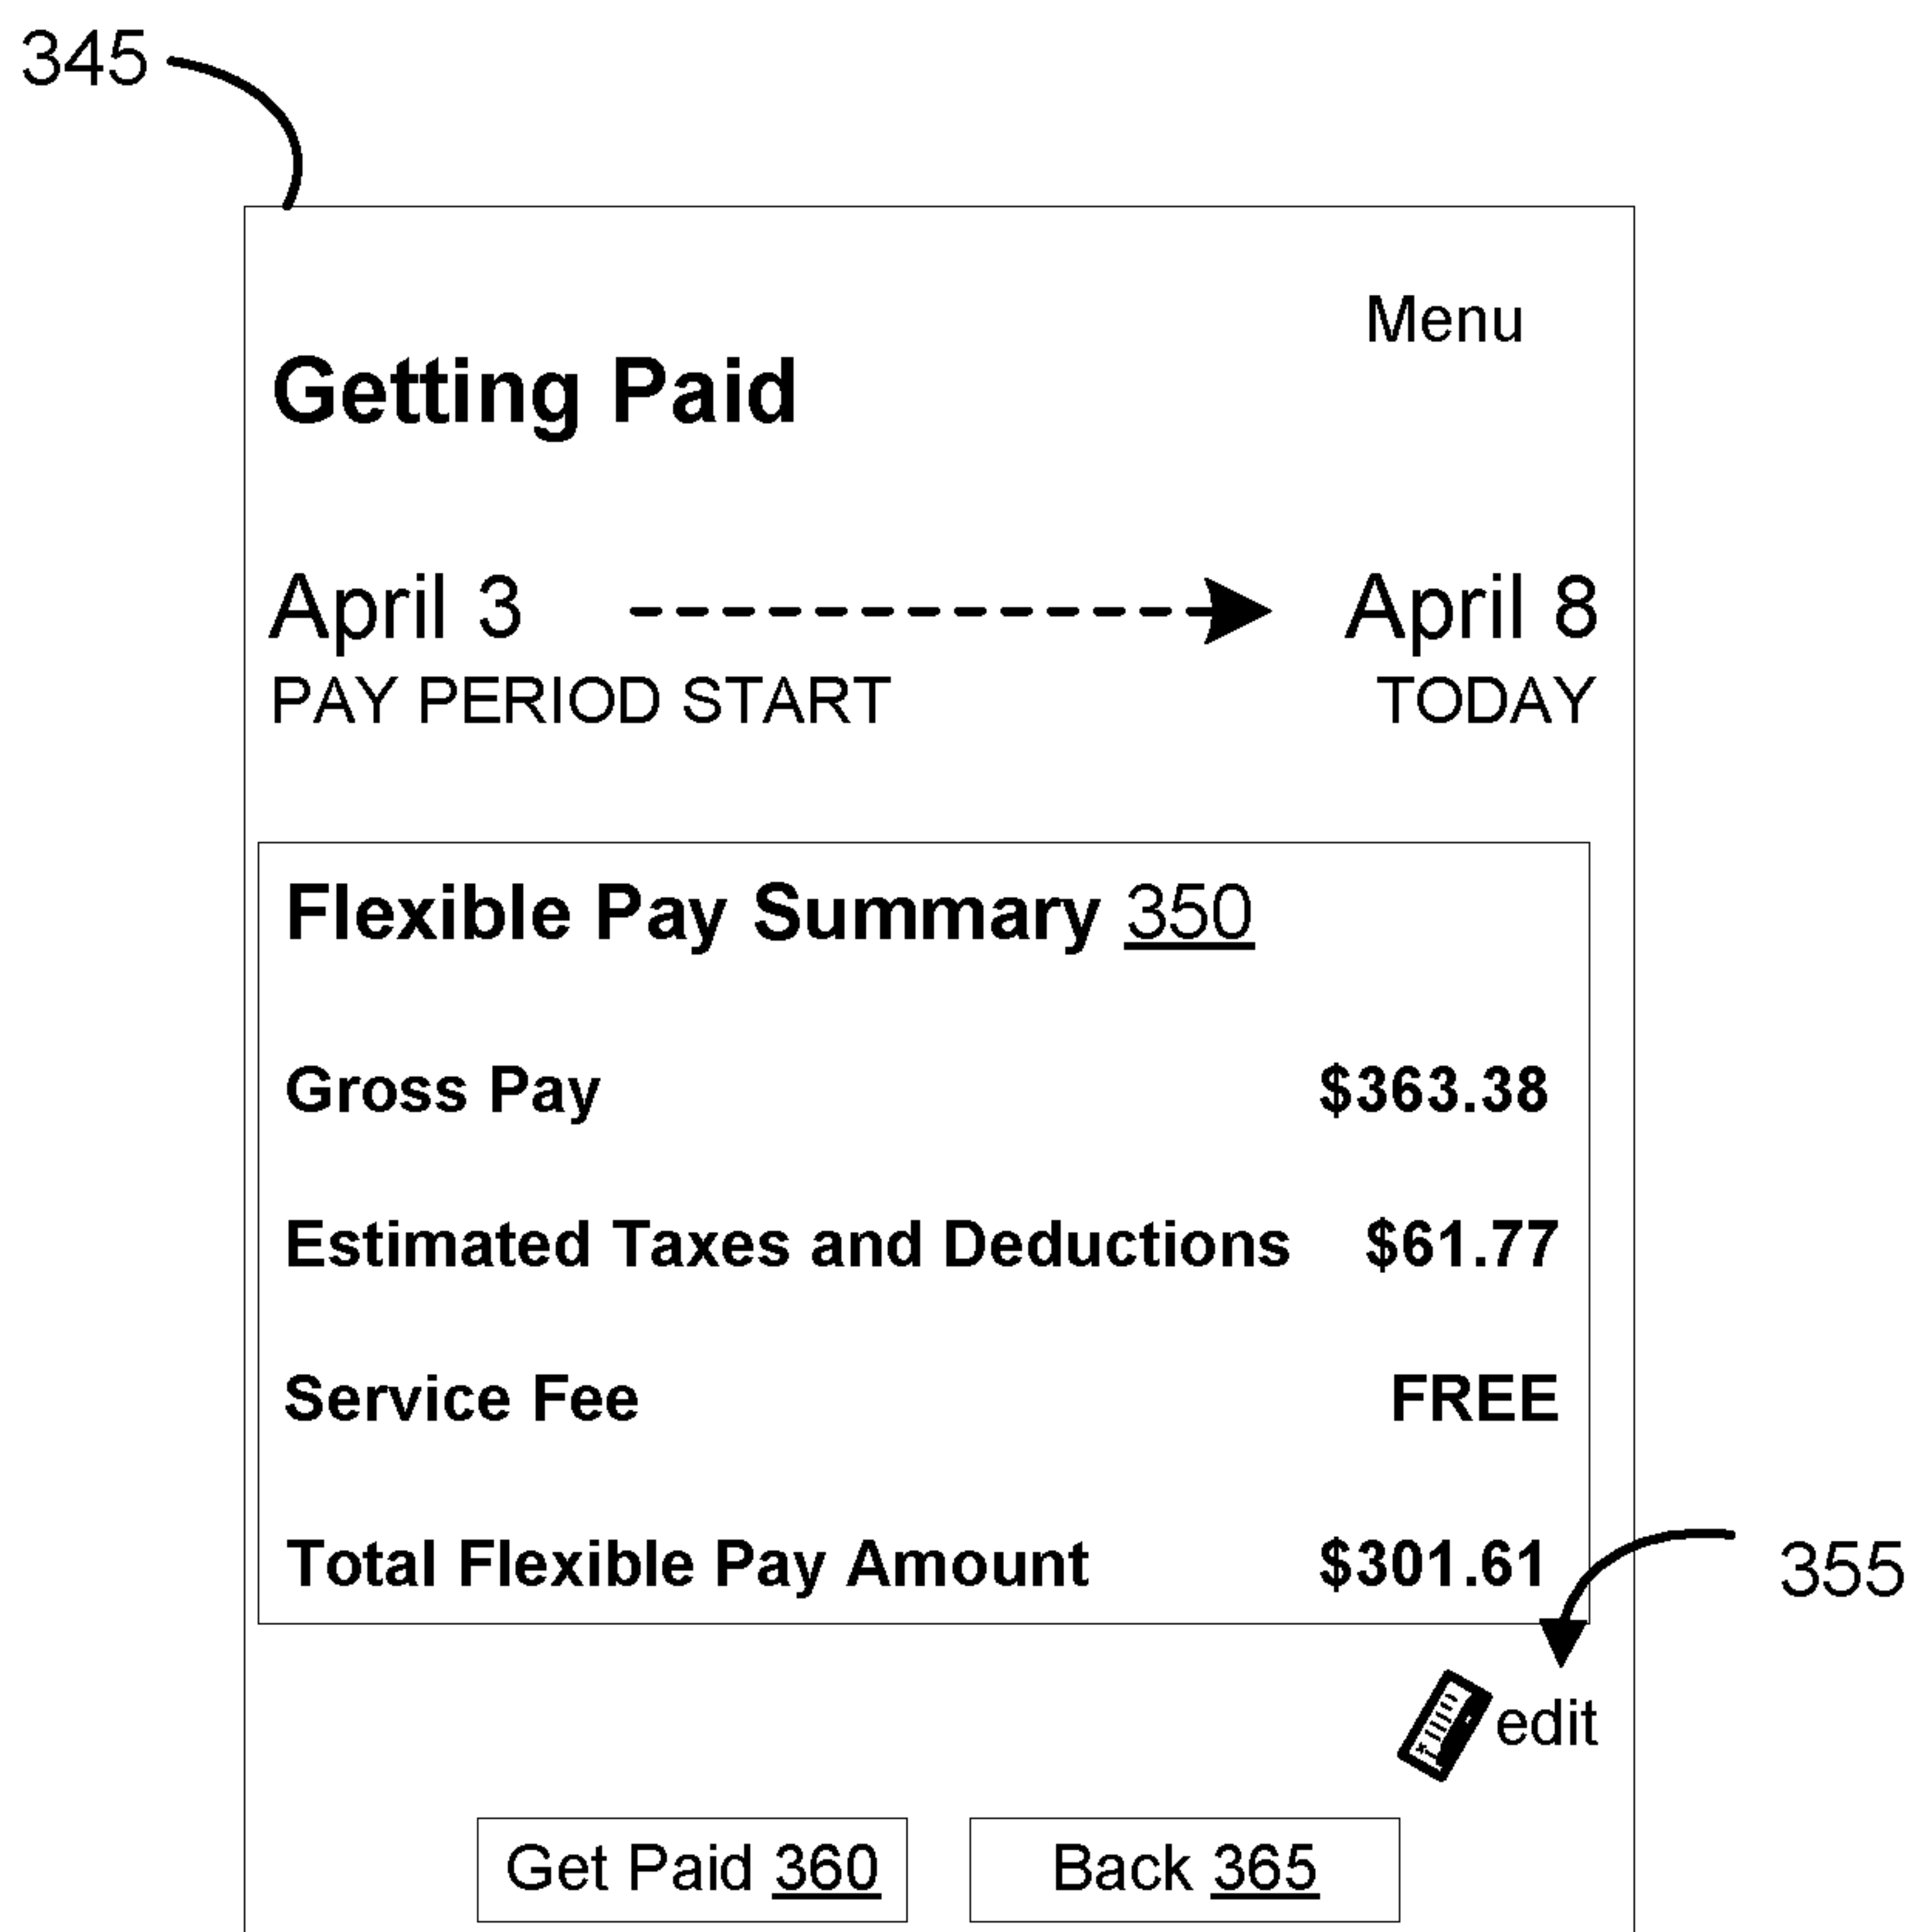 345
Menu
Getting Paid
April 3 April 8
PAY PERIOD START TODAY
Flexible Pay Summary 350
Gross Pay $363.38
Estimated Taxes and Deductions $61.77
Service Fee FREE
Total Flexible Pay Amount $301.61
355
edit
Get Paid 360 Back 365